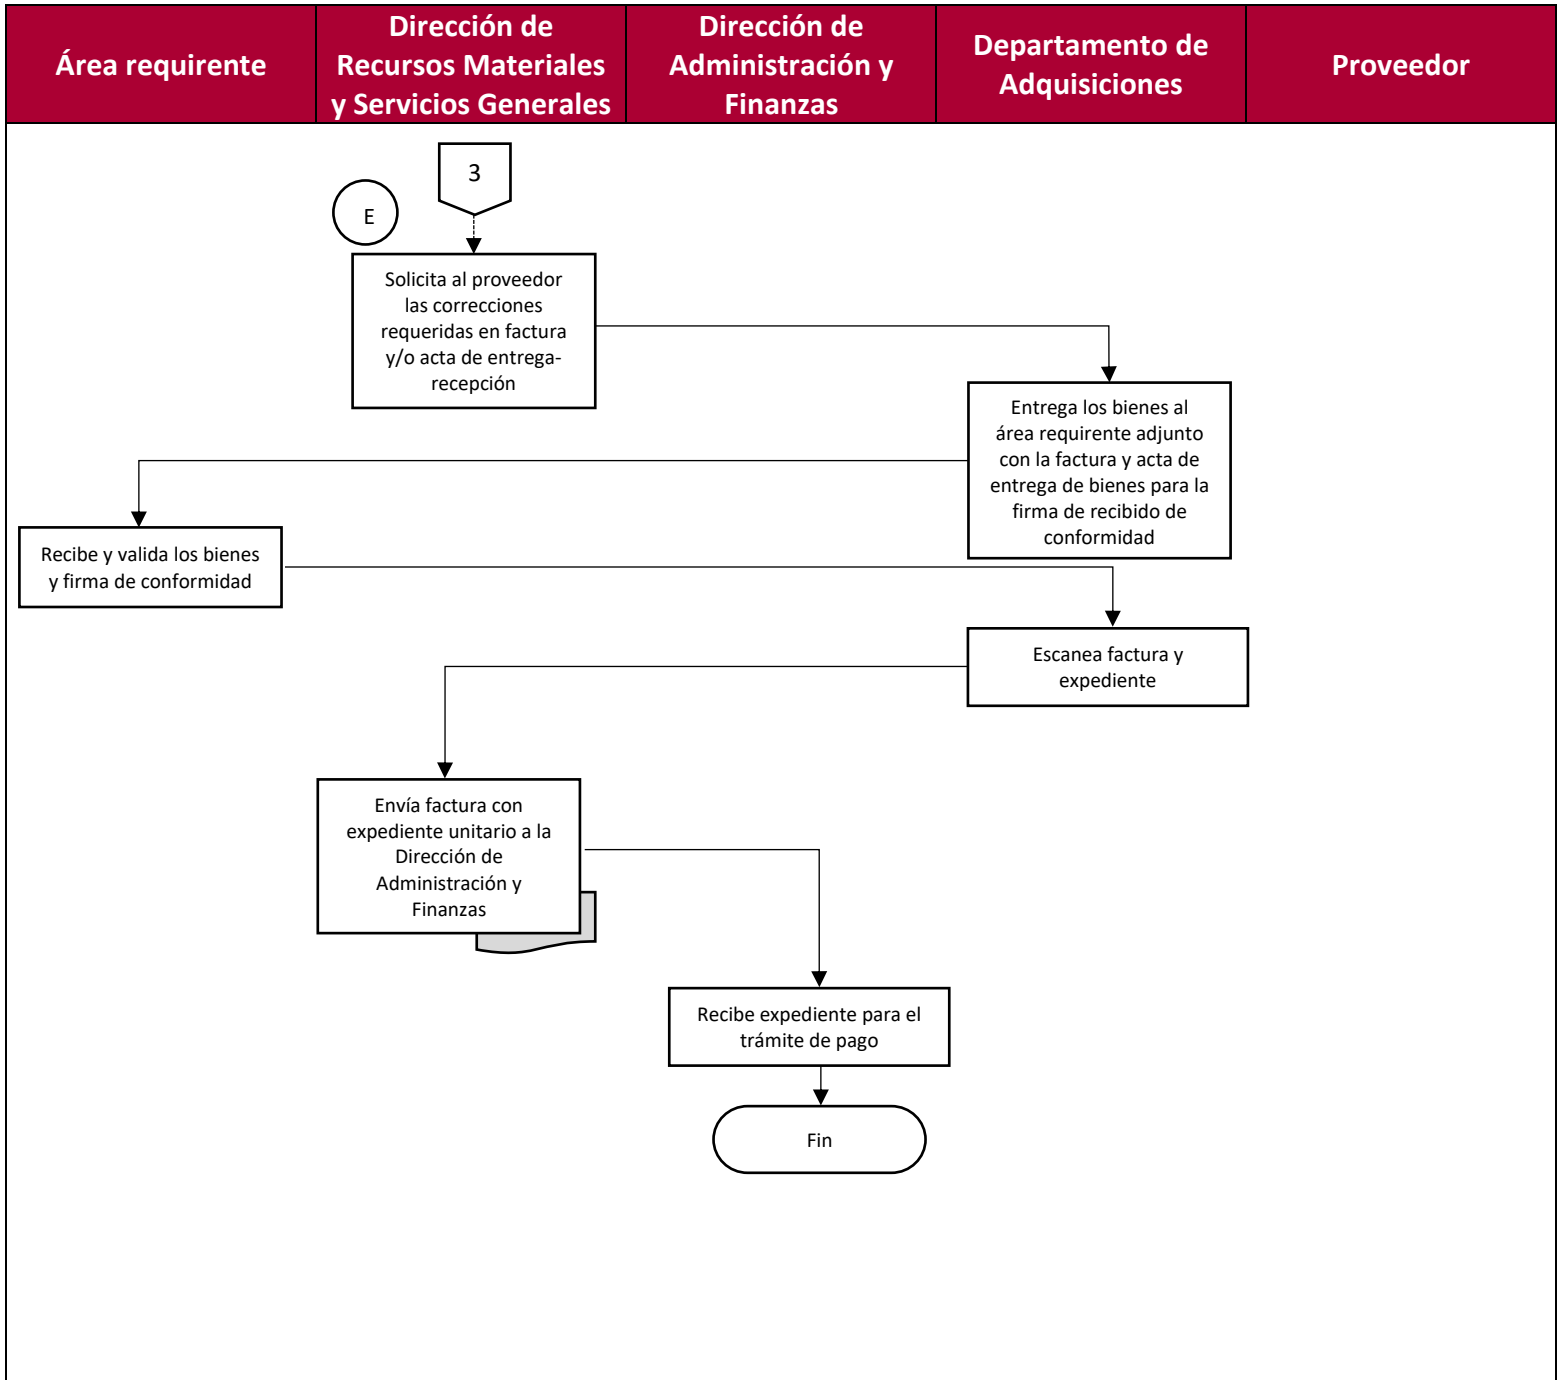 Área requirente
Dirección de
Recursos Materiales
y Servicios Generales
Dirección de
Administración y
Finanzas
Departamento de
Adquisiciones
Proveedor
3
E
Solicita al proveedor
las correcciones
requeridas en factura
y/o acta de entrega-
recepción
Entrega los bienes al
área requirente adjunto
con la factura y acta de
entrega de bienes para la
firma de recibido de
conformidad
Recibe y valida los bienes
y firma de conformidad
Escanea factura y
expediente
Envía factura con
expediente unitario a la
Dirección de
Administración y
Finanzas
Recibe expediente para el
trámite de pago
Fin